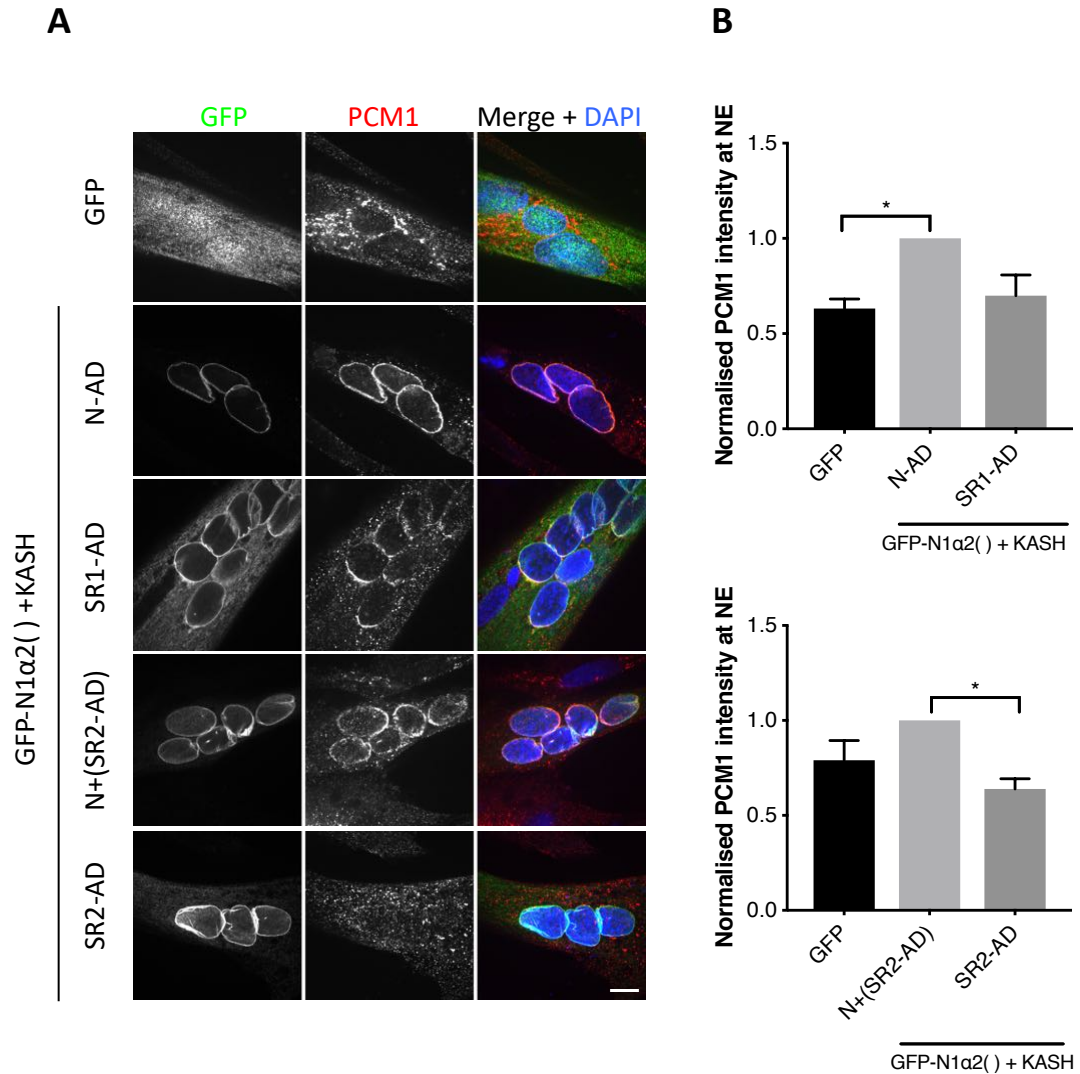 A
B
GFP PCM1 Merge + DAPI
GFP
N-AD
SR1-AD
N+(SR2-AD)
SR2-AD
GFP-N1α2( ) +KASH
Normalised PCM1 intensity at NE
1.5
1.0
0.5
0.0
*
GFP
N-AD
SR1-AD
GFP-N1α2( ) + KASH
Normalised PCM1 intensity at NE
1.5
1.0
0.5
0.0
*
GFP
N+(SR2-AD)
SR2-AD
GFP-N1α2( ) + KASH